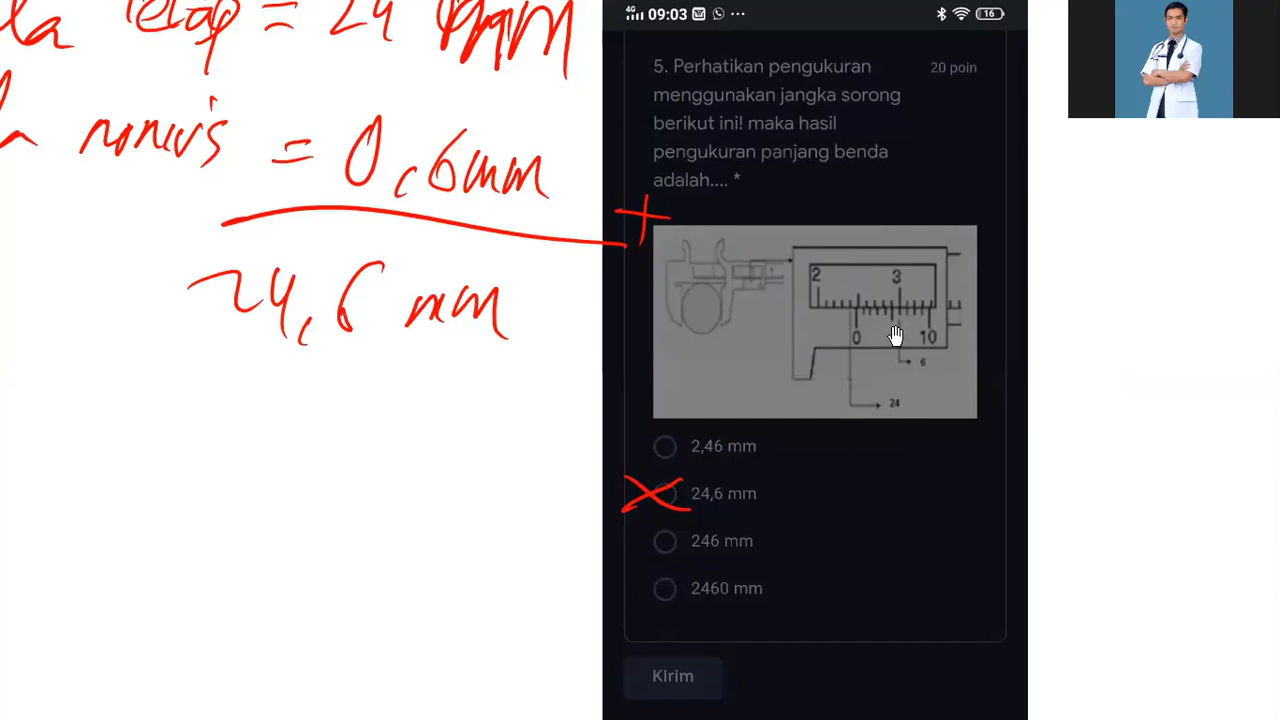 la tetap = 24 mm
nonius = 0,6 mm
+
24,6 mm
4G 09:03 ... 16
5. Perhatikan pengukuran 20 poin
menggunakan jangka sorong
berikut ini! maka hasil
pengukuran panjang benda
adalah.... *
2 3
0 10
6
24
2,46 mm
24,6 mm
246 mm
2460 mm
Kirim